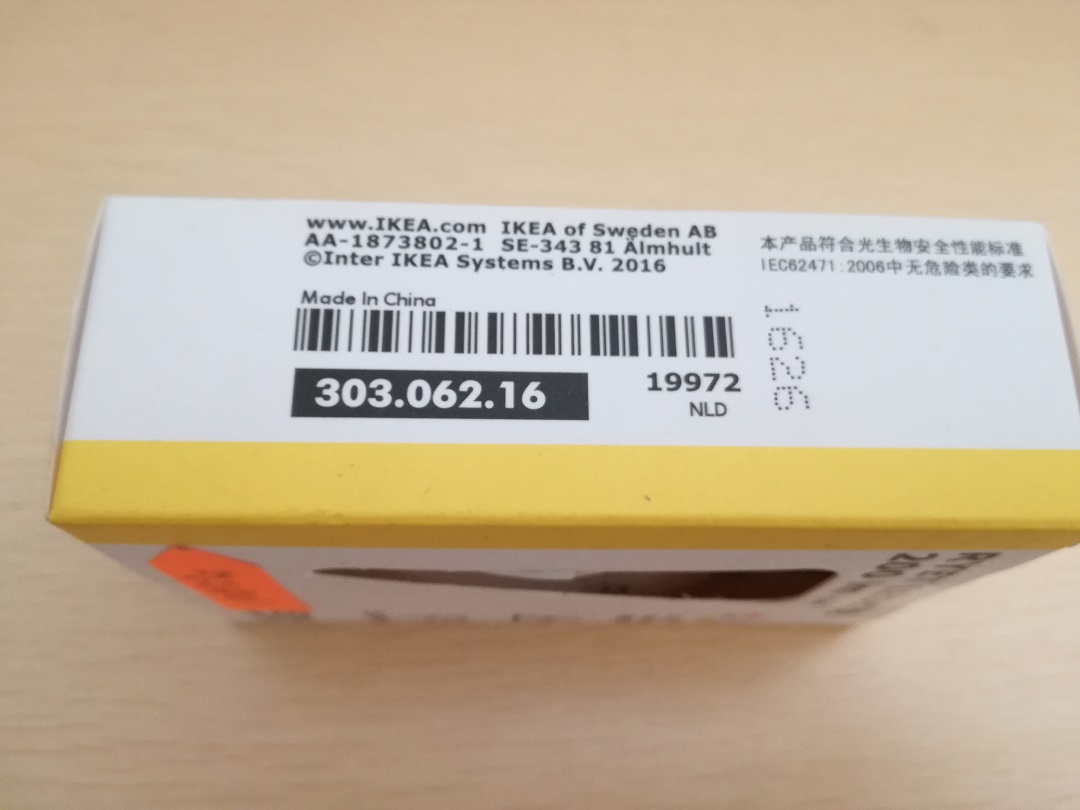 www.IKEA.com IKEA of Sweden AB
AA-1873802-1 SE-343 81 Älmhult
©Inter IKEA Systems B.V. 2016
本产品符合光生物安全性能标准
IEC62471:2006中无危险类的要求
Made In China
303.062.16
19972
NLD
1626
200